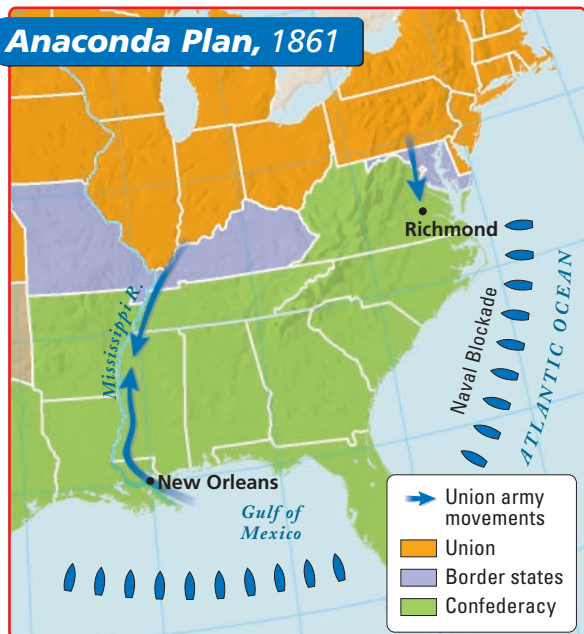 Anaconda Plan, 1861
Richmond
Mississippi R.
Naval Blockade
ATLANTIC OCEAN
New Orleans
Gulf of
Mexico
Union army
movements
Union
Border states
Confederacy